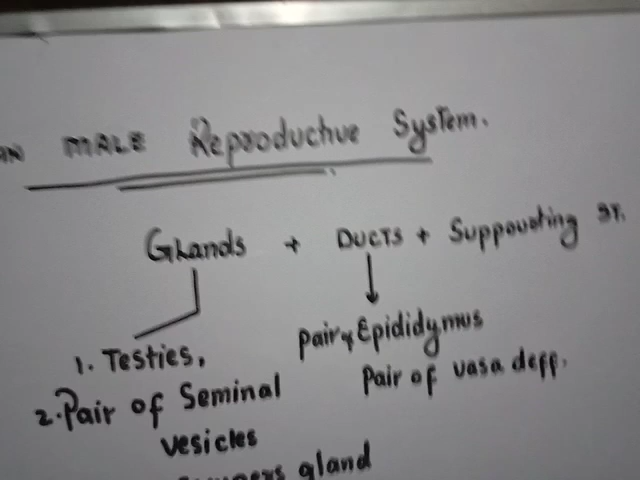 MALE Reproductive System.
Glands + Ducts + Supporting st.
1. Testies,
pair of Epididymus
2. Pair of Seminal
Pair of vasa deff.
vesicles
gland